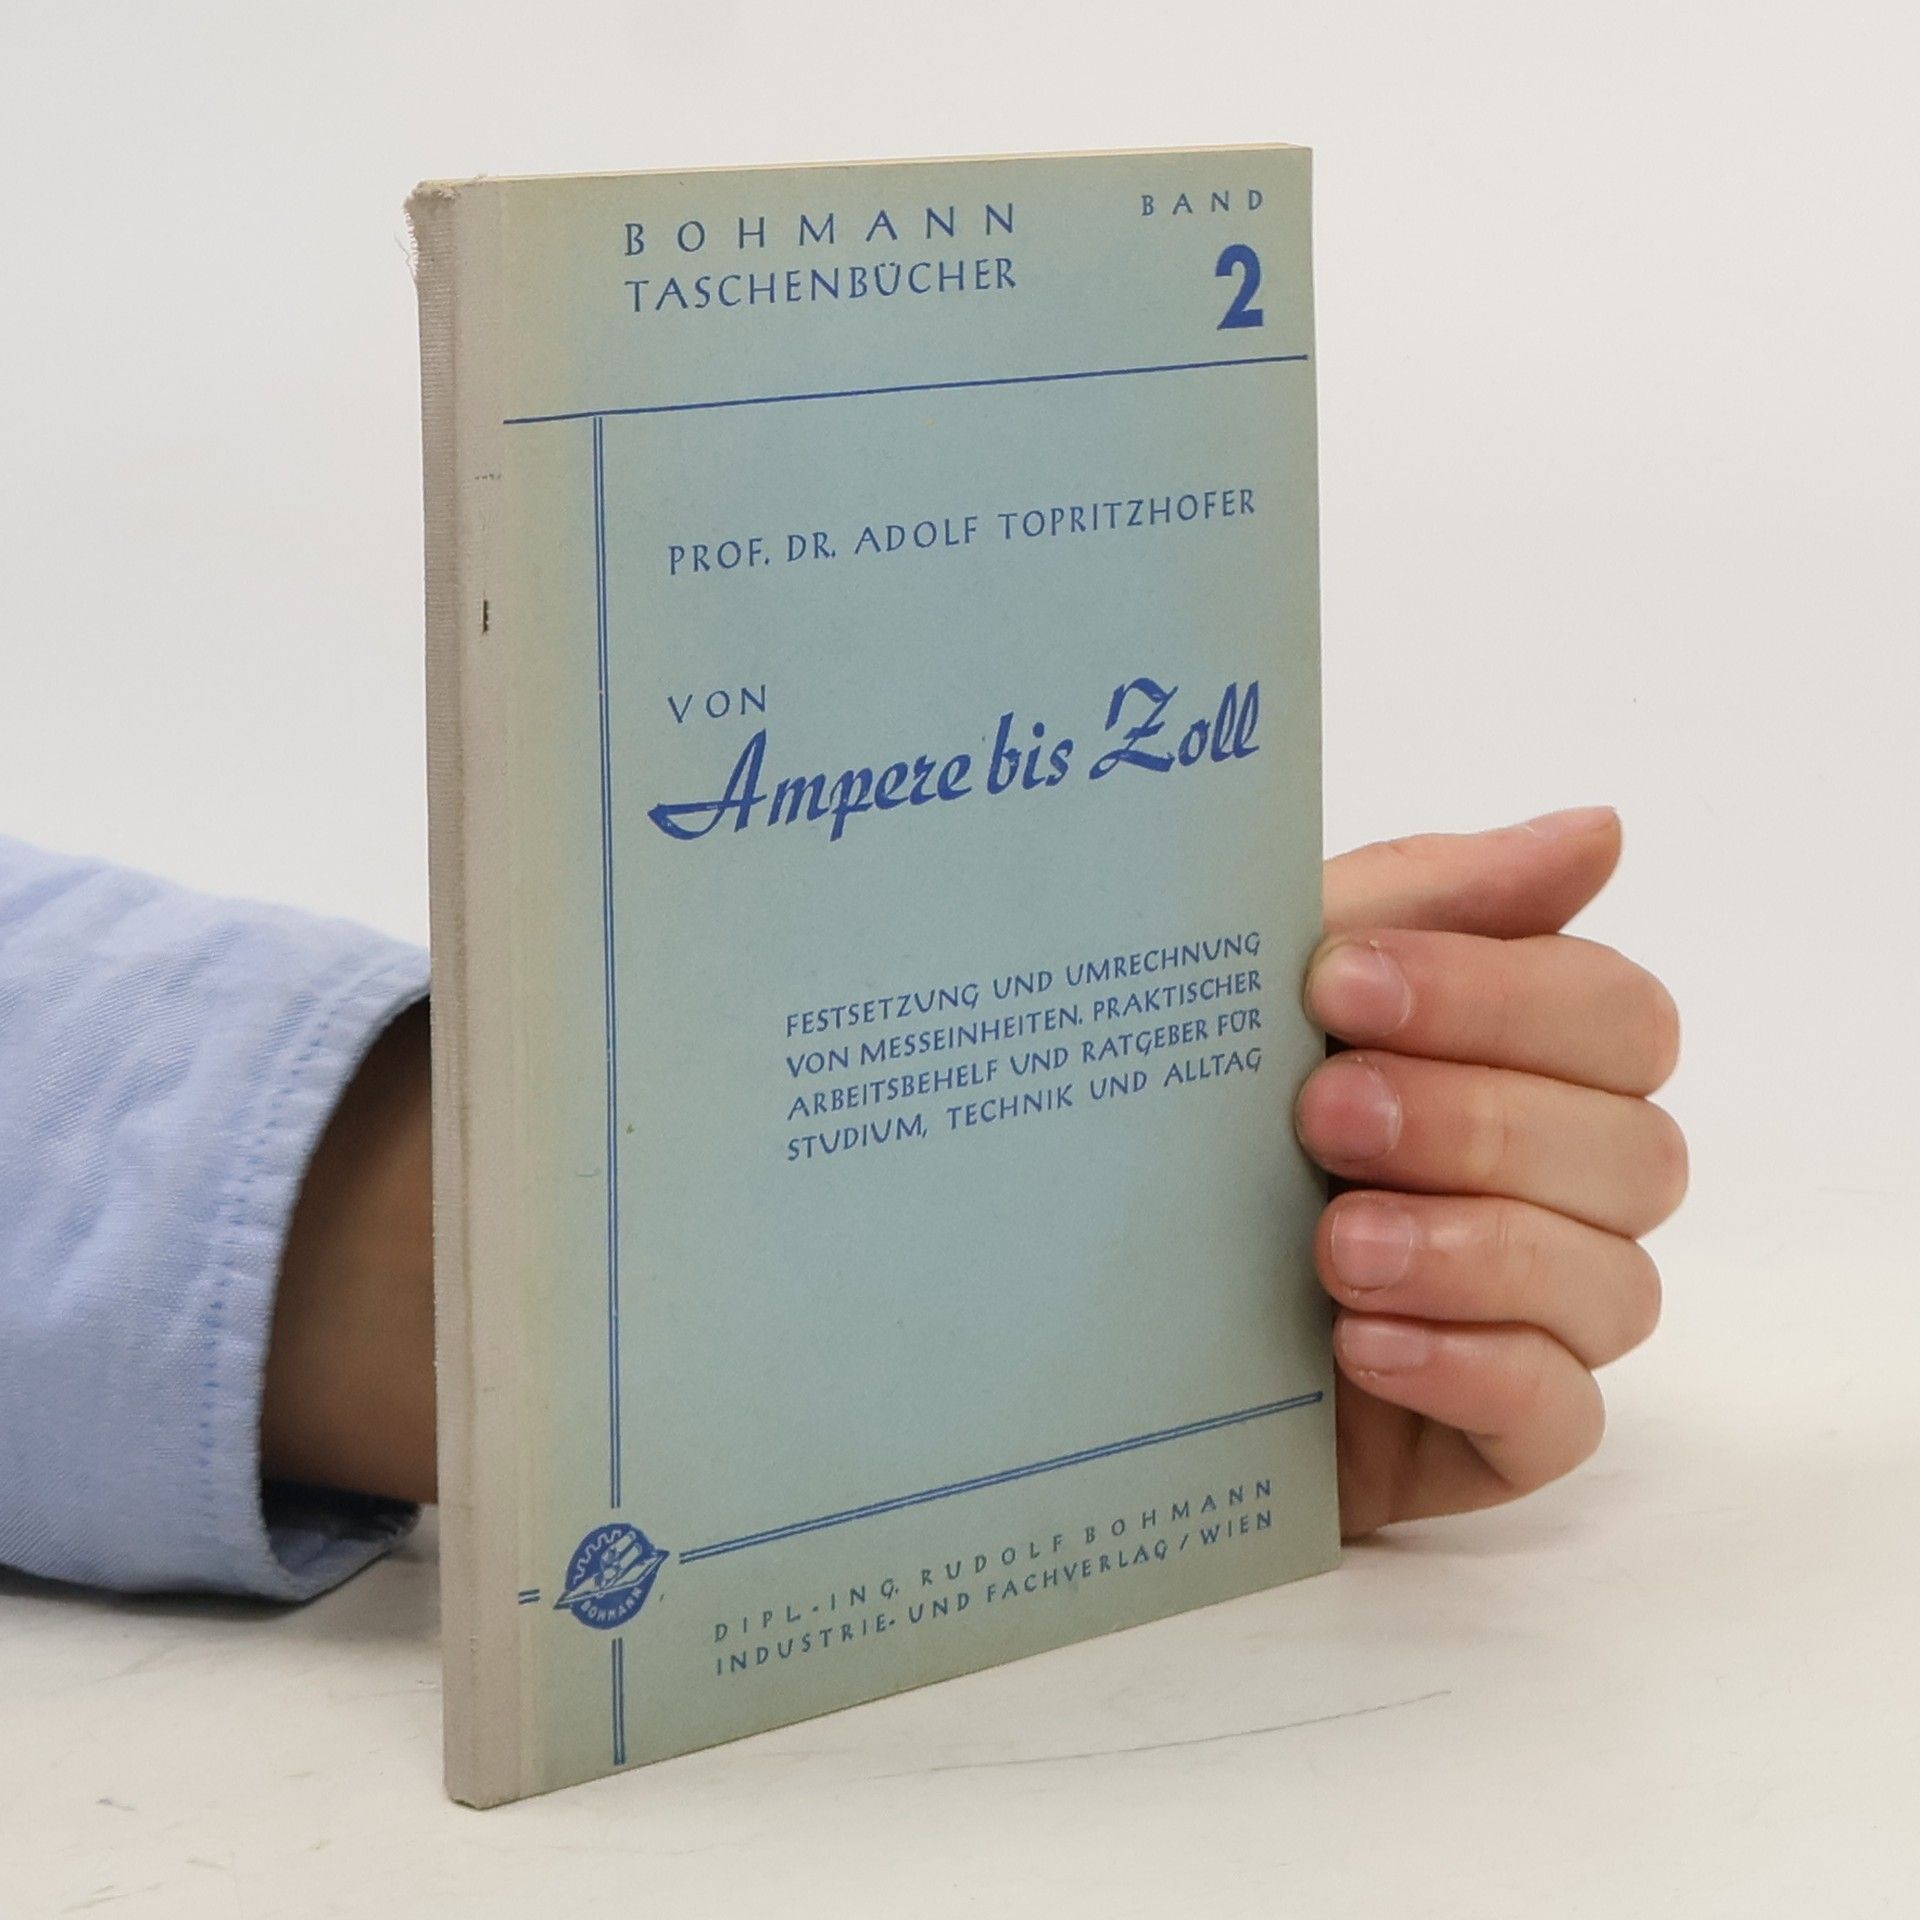 BOHMANN
TASCHENBÜCHER
BAND
2
PROF. DR. ADOLF TOPRITZHOFER
VON
Ampere bis Zoll
FESTSETZUNG UND UMRECHNUNG
VON MESSEINHEITEN. PRAKTISCHER
ARBEITSBEHELF UND RATGEBER FÜR
STUDIUM, TECHNIK UND ALLTAG
BOHMANN
DIPL.-ING. RUDOLF BOHMANN
INDUSTRIE- UND FACHVERLAG / WIEN